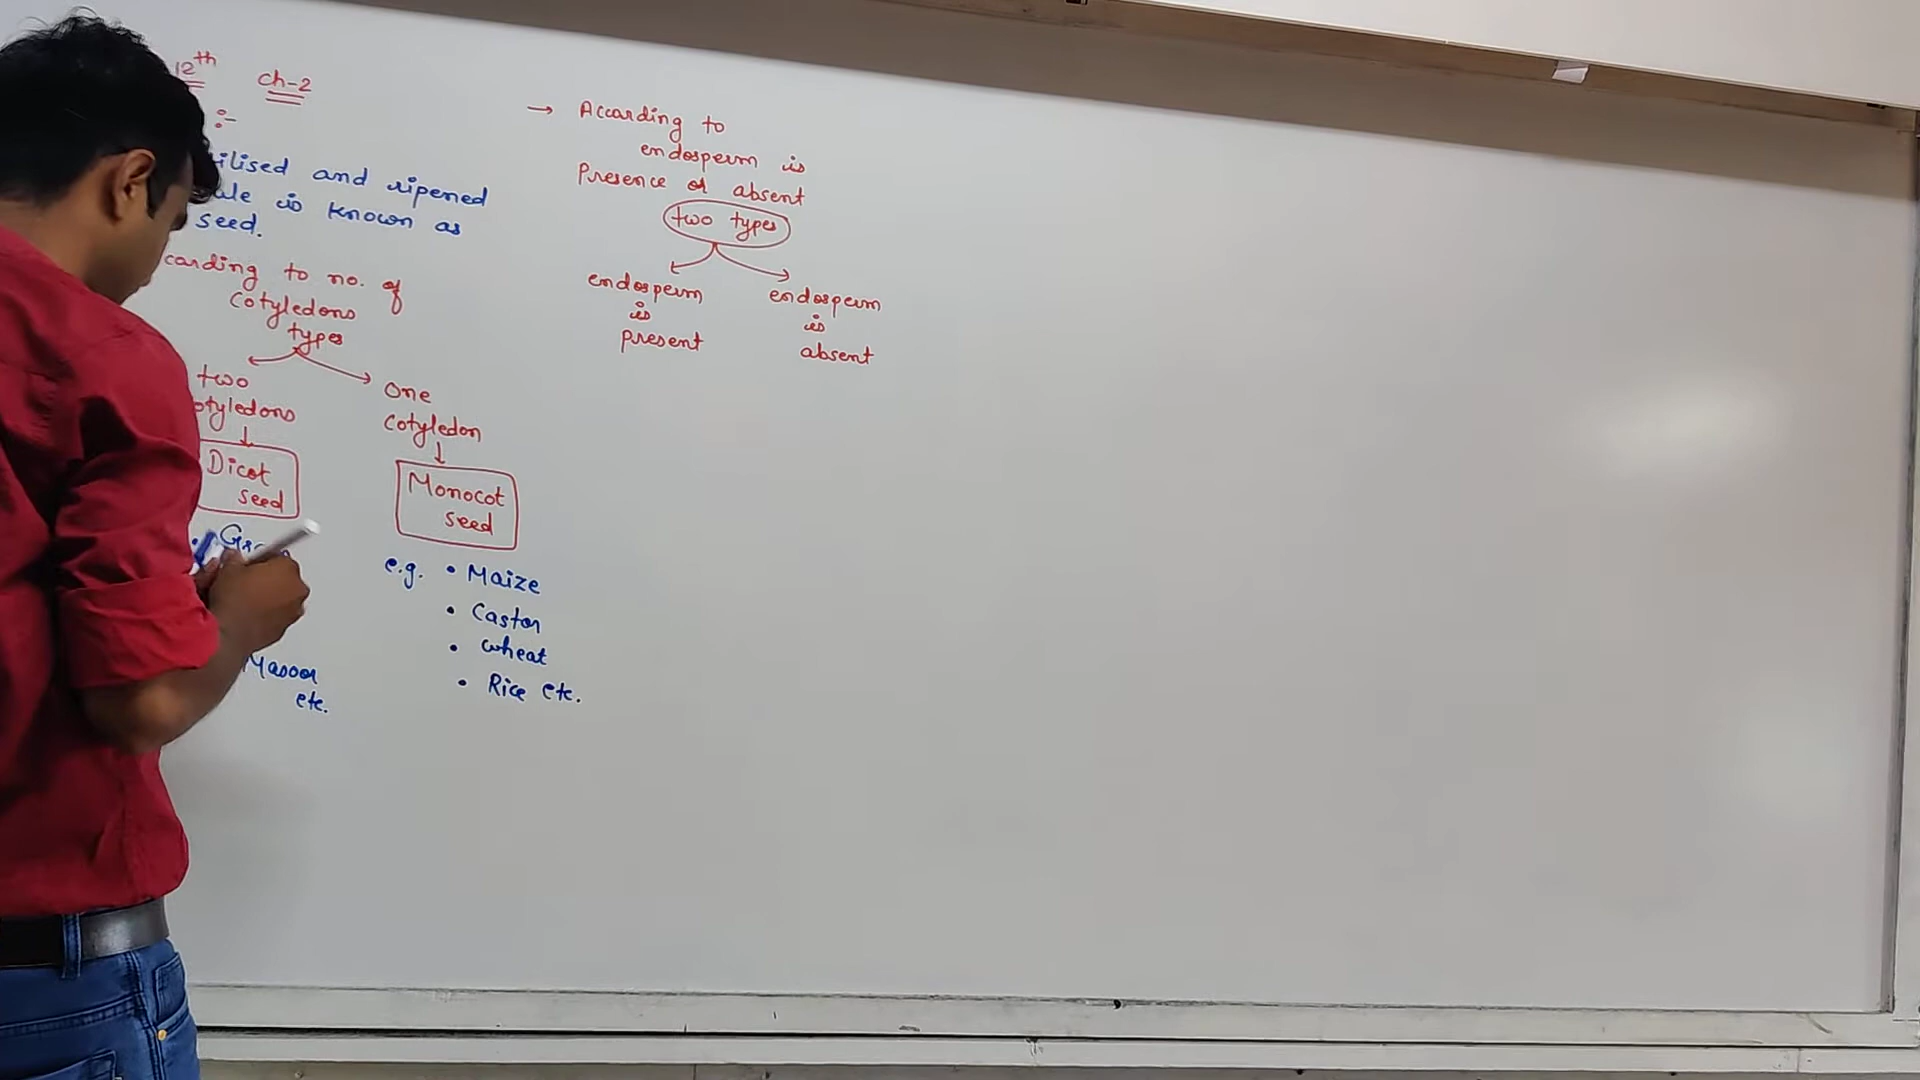 12th ch-2
:-
ilised and ripened
ule is known as
seed.
carding to no. of
cotyledons
types
two
otyledons
Dicot
seed
One
cotyledon
Monocot
seed
Masoor
etc.
e.g. • Maize
• Castor
• wheat
• Rice etc.
→ According to
endosperm is
Presence or absent
two types
endosperm
is
present
endosperm
is
absent